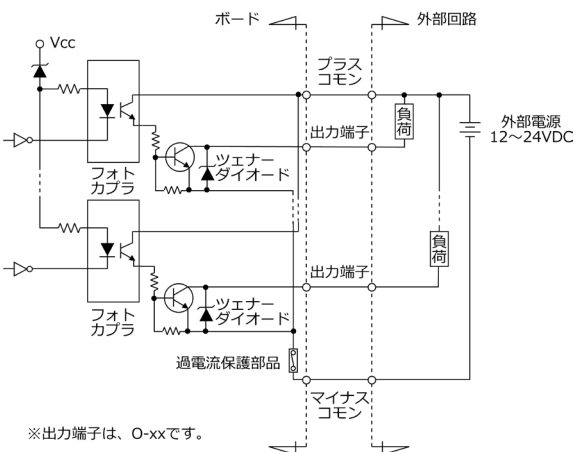 ボード
外部回路
Vcc
プラス
コモン
負荷
外部電源
12～24VDC
出力端子
ツェナー
ダイオード
フォト
カプラ
負荷
出力端子
ツェナー
ダイオード
フォト
カプラ
過電流保護部品
マイナス
コモン
※出力端子は、O-xxです。